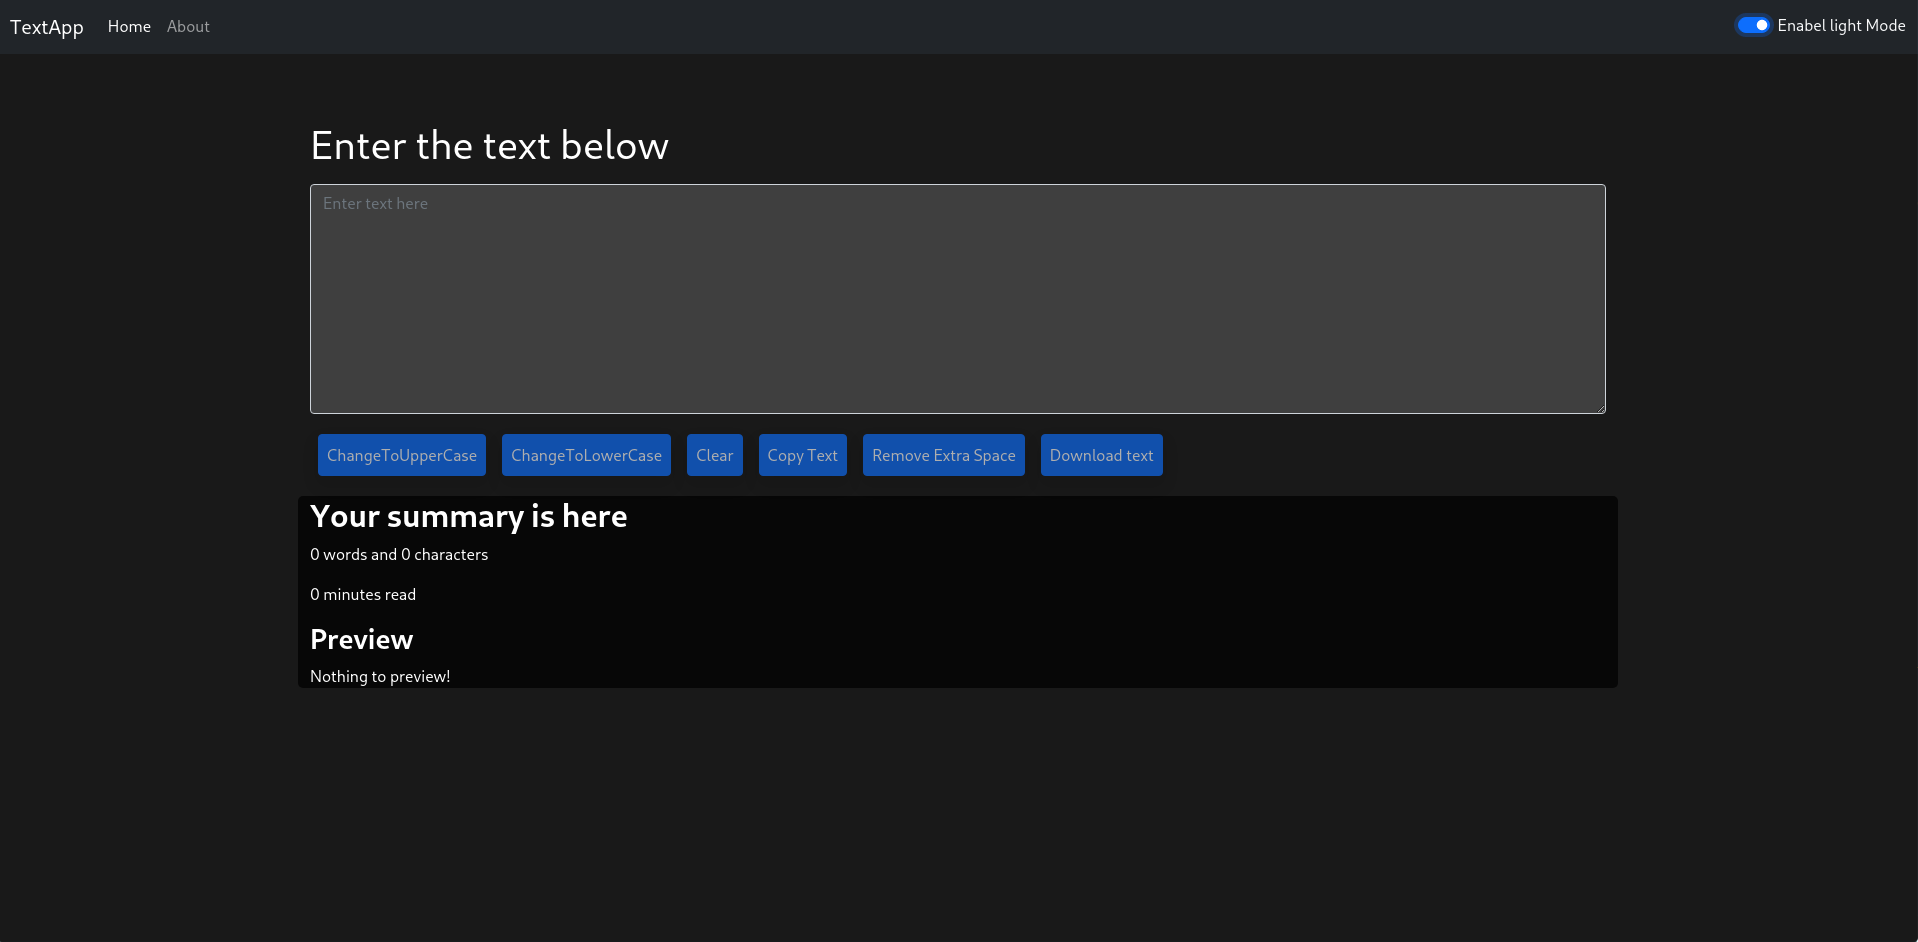 TextApp Home About Enabel light Mode
Enter the text below
Enter text here
ChangeToUpperCase ChangeToLowerCase Clear Copy Text Remove Extra Space Download text
Your summary is here
0 words and 0 characters
0 minutes read
Preview
Nothing to preview!